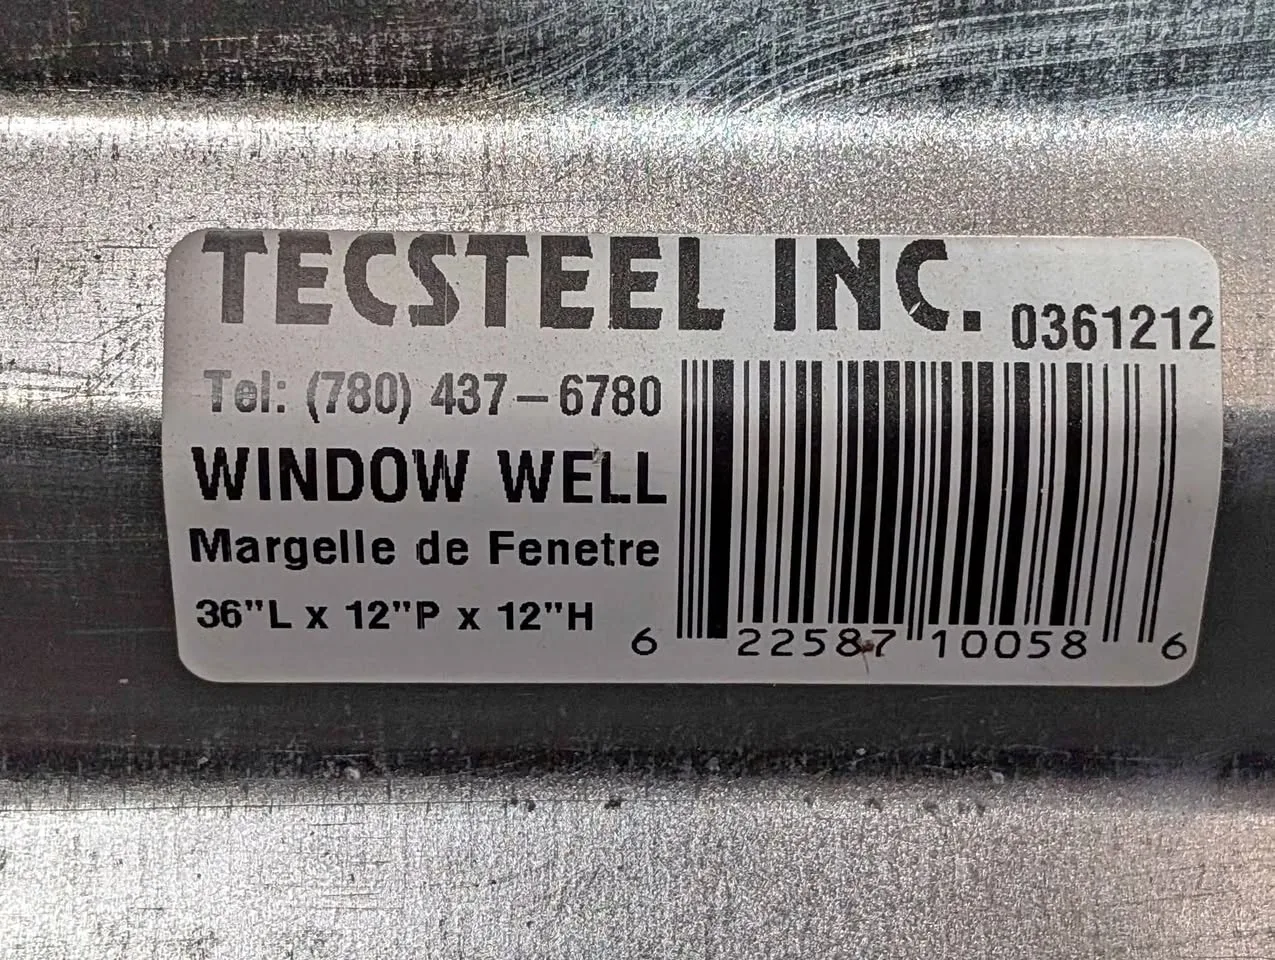 TECSTEEL INC.
0361212
Tel: (780) 437-6780
WINDOW WELL
Margelle de Fenetre
36"L x 12"P x 12"H
6 22587 10058 6